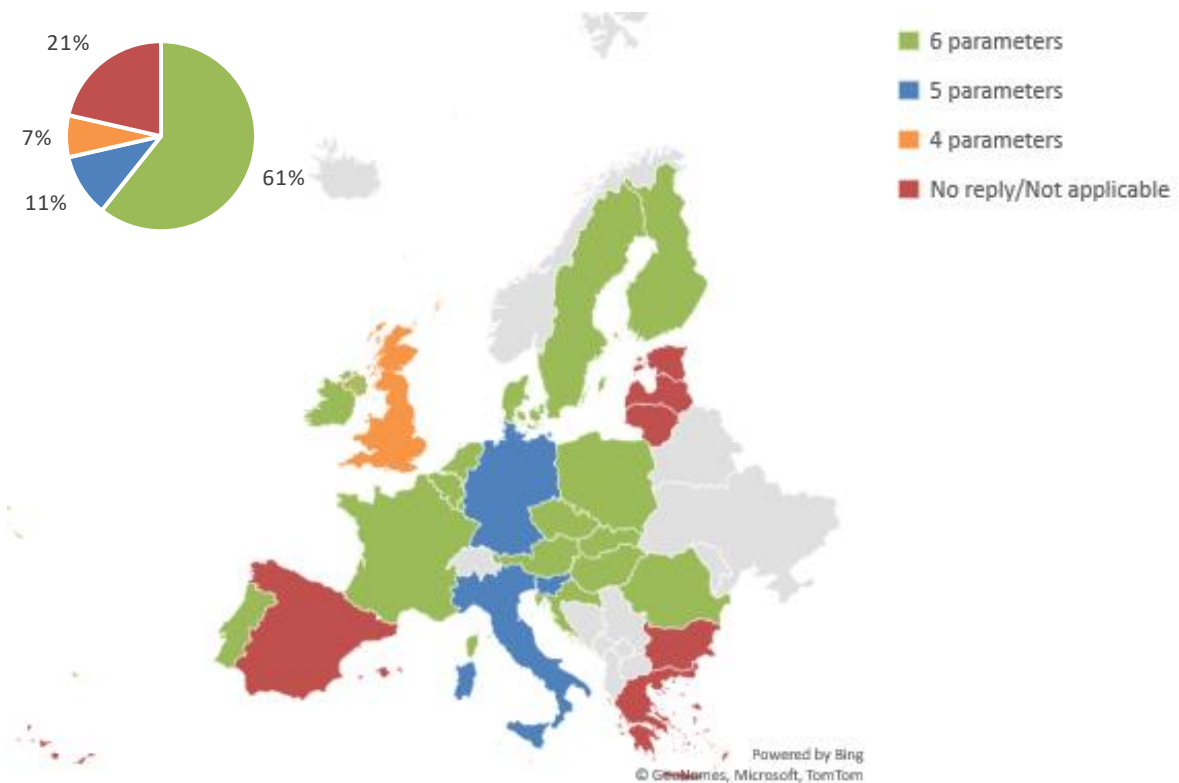 21%
7%
11%
61%
6 parameters
5 parameters
4 parameters
No reply/Not applicable
Powered by Bing
© GeoNames, Microsoft, TomTom